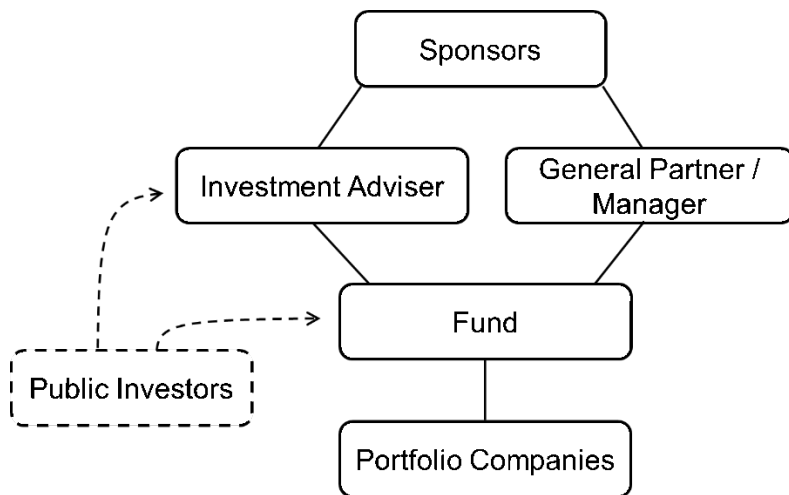 Sponsors
Investment Adviser
General Partner /
Manager
Fund
Public Investors
Portfolio Companies